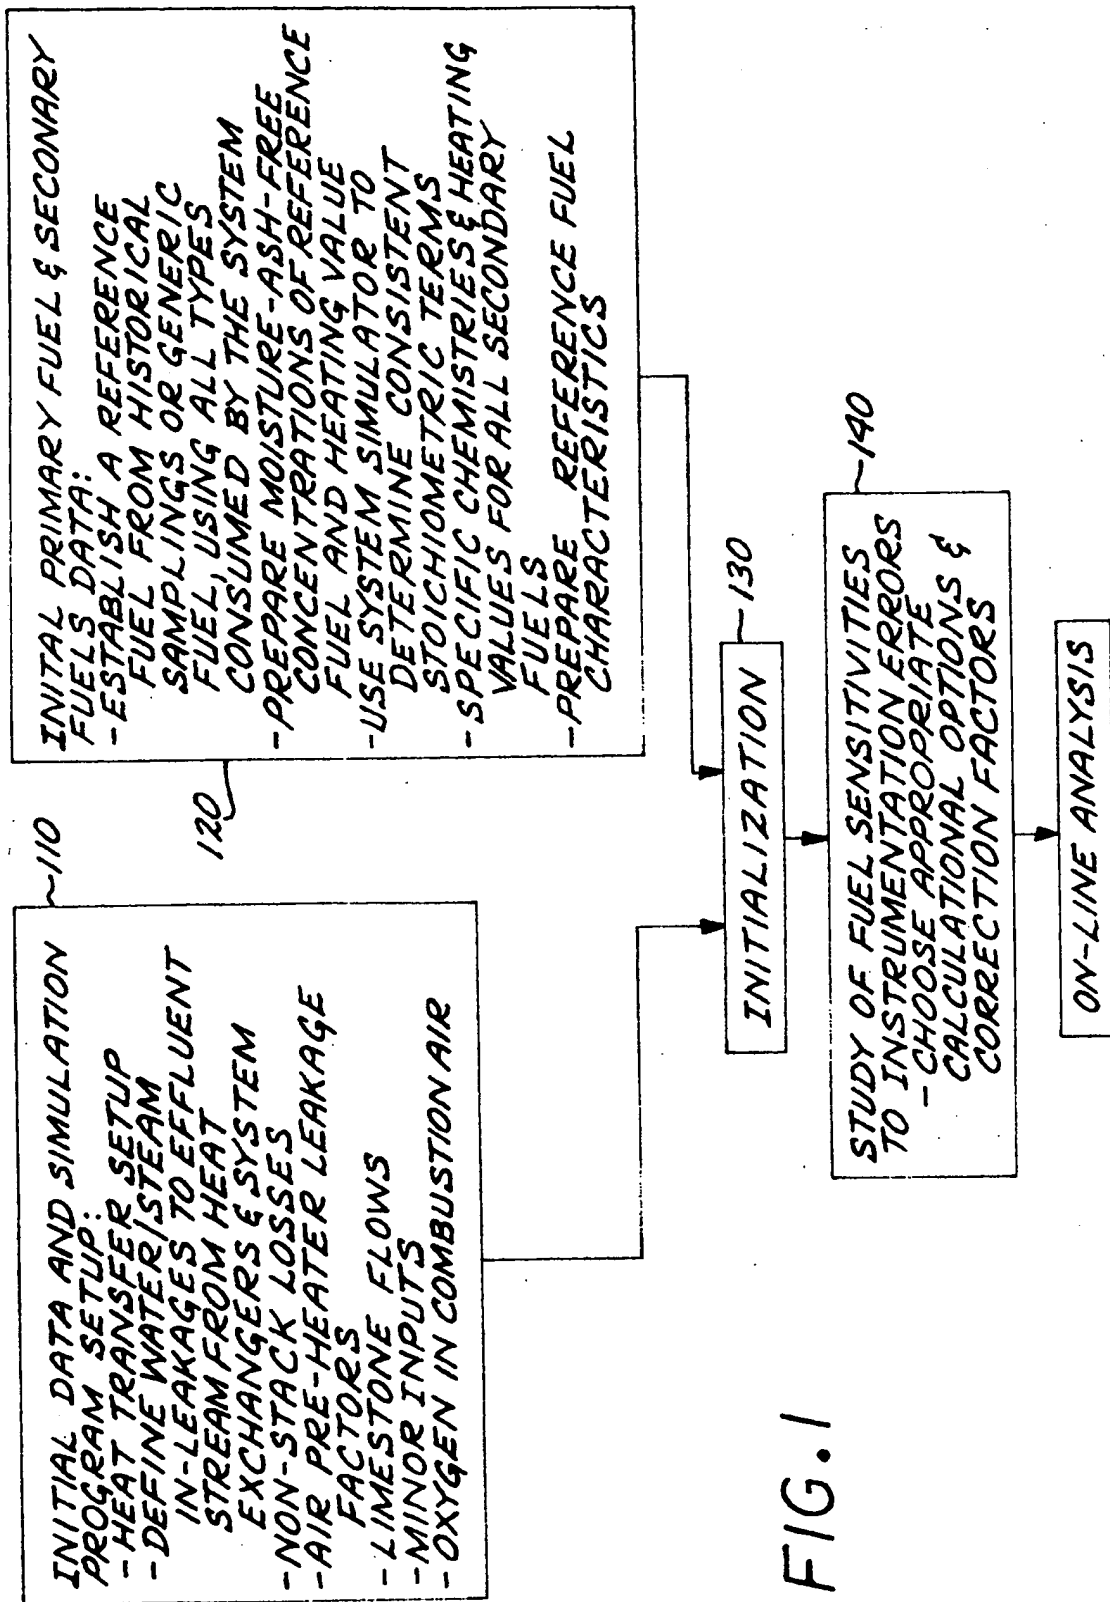 INITIAL DATA AND SIMULATION
PROGRAM SETUP:
- HEAT TRANSFER SETUP
- DEFINE WATER/STEAM
IN-LEAKAGES TO EFFLUENT
STREAM FROM HEAT
EXCHANGERS & SYSTEM
- NON-STACK LOSSES
- AIR PRE-HEATER LEAKAGE
FACTORS
- LIMESTONE FLOWS
- MINOR INPUTS
- OXYGEN IN COMBUSTION AIR
110
INITAL PRIMARY FUEL & SECONARY
FUELS DATA:
- ESTABLISH A REFERENCE
FUEL FROM HISTORICAL
SAMPLINGS OR GENERIC
FUEL, USING ALL TYPES
CONSUMED BY THE SYSTEM
- PREPARE MOISTURE-ASH-FREE
CONCENTRATIONS OF REFERENCE
FUEL AND HEATING VALUE
- USE SYSTEM SIMULATOR TO
DETERMINE CONSISTENT
STOICHIOMETRIC TERMS
- SPECIFIC CHEMISTRIES & HEATING
VALUES FOR ALL SECONDARY
FUELS
- PREPARE REFERENCE FUEL
CHARACTERISTICS
120
INITIALIZATION
130
STUDY OF FUEL SENSITIVITIES
TO INSTRUMENTATION ERRORS
- CHOOSE APPROPRIATE
CALCULATIONAL OPTIONS &
CORRECTION FACTORS
140
ON-LINE ANALYSIS
FIG. 1